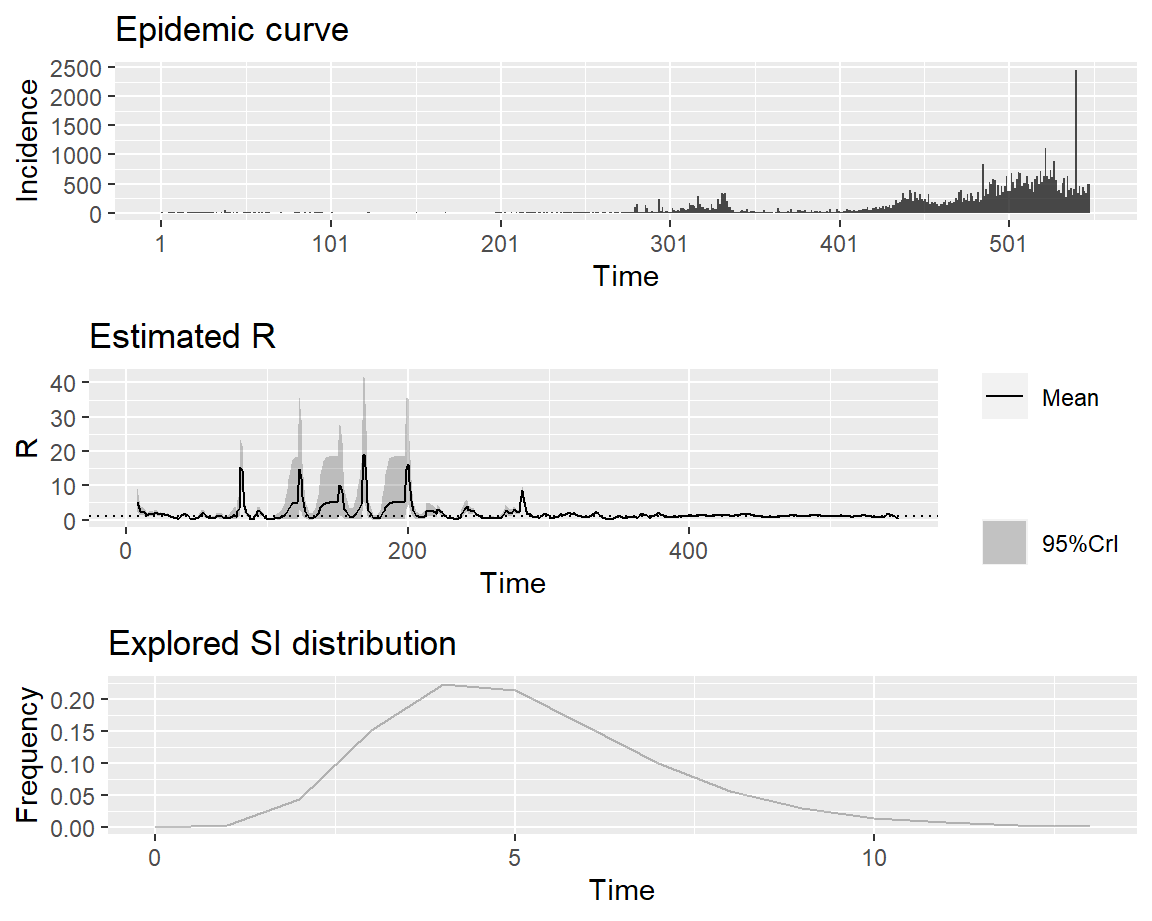 Epidemic curve
2500
2000
1500
1000
500
0
Incidence
1 101 201 301 401 501
Time
Estimated R
40
30
20
10
0
R
0 200 400
Time
Mean
95%CrI
Explored SI distribution
0.20
0.15
0.10
0.05
0.00
Frequency
0 5 10
Time